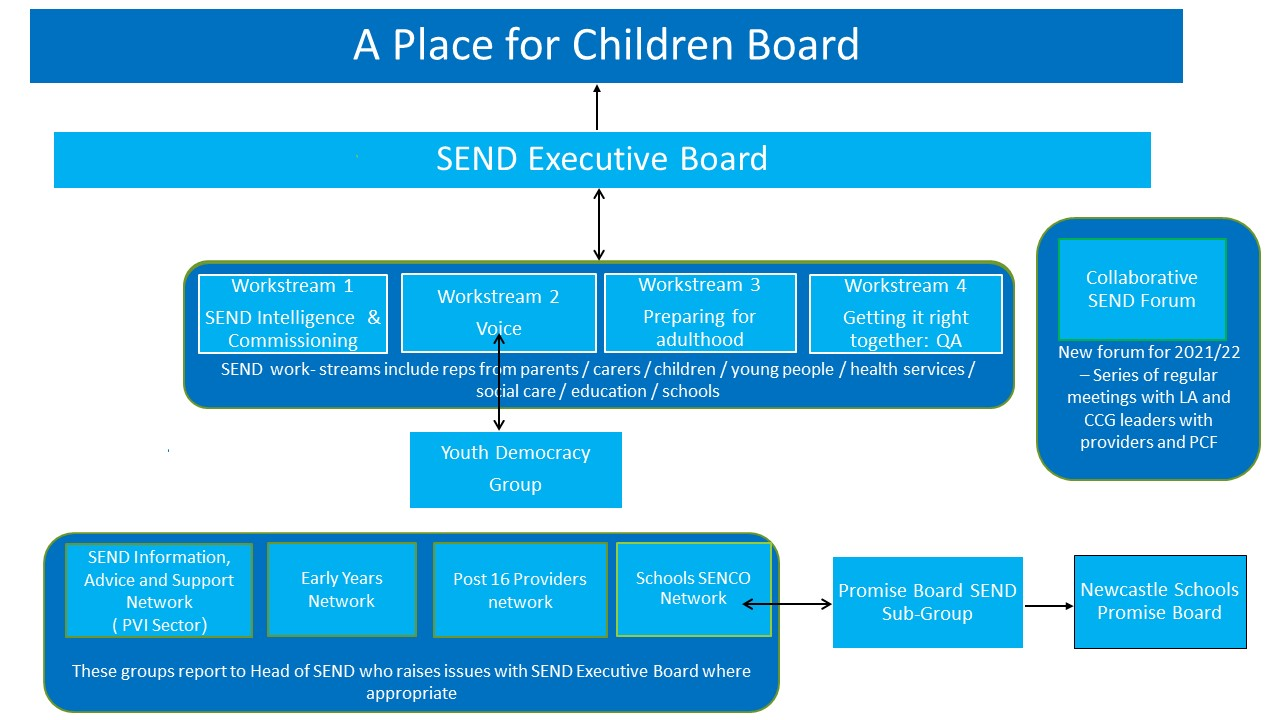 A Place for Children Board
SEND Executive Board
Workstream 1
SEND Intelligence & 
Commissioning
Workstream 2
Voice
Workstream 3
Preparing for
adulthood
Workstream 4
Getting it right
together: QA
SEND work- streams include reps from parents / carers / children / young people / health services /
social care / education / schools
Collaborative
SEND Forum
New forum for 2021/22
– Series of regular
meetings with LA and
CCG leaders with
providers and PCF
Youth Democracy
Group
SEND Information,
Advice and Support
Network
( PVI Sector)
Early Years
Network
Post 16 Providers
network
Schools SENCO
Network
These groups report to Head of SEND who raises issues with SEND Executive Board where
appropriate
Promise Board SEND
Sub-Group
Newcastle Schools
Promise Board